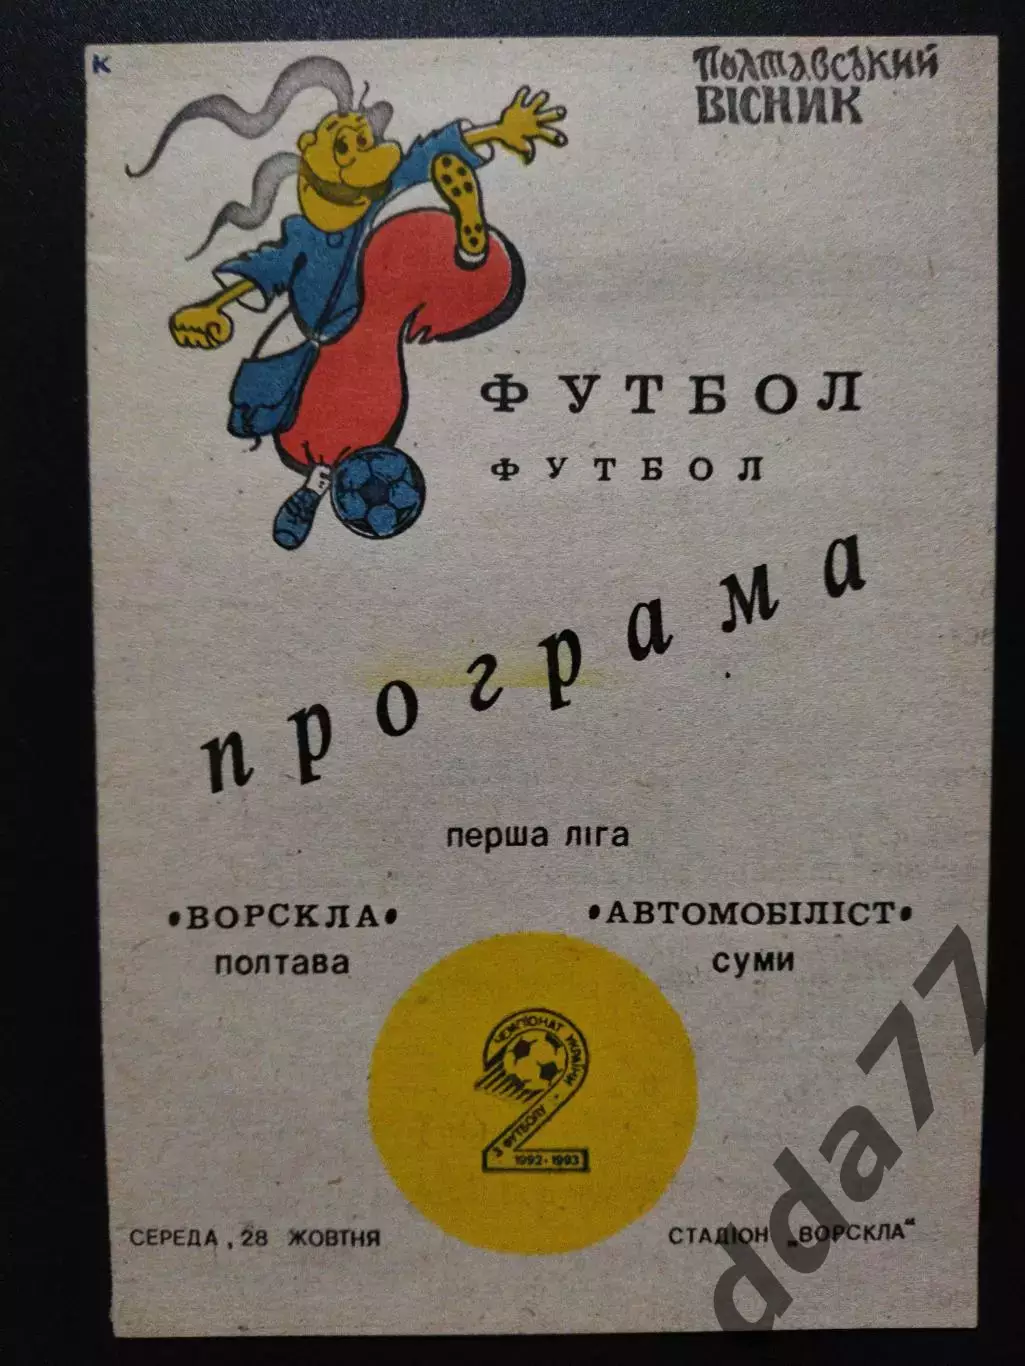 к
Полтавський
ВІСНИК
ФУТБОЛ
ФУТБОЛ
програма
перша ліга
•ВОРСКЛА•
полтава
•АВТОМОБІЛІСТ•
суми
ЧЕМПІОНАТ УКРАЇНИ
З ФУТБОЛУ
1992-1993
СЕРЕДА, 28 ЖОВТНЯ
СТАДІОН „ВОРСКЛА“
dda77